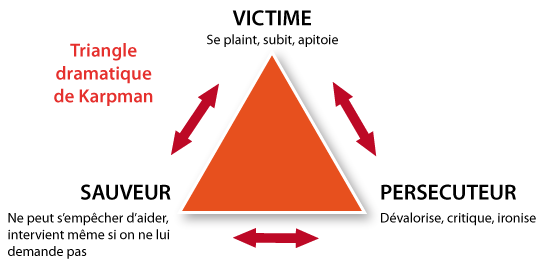 VICTIME
Se plaint, subit, apitoie
Triangle
dramatique
de Karpman
SAUVEUR
Ne peut s'empêcher d'aider,
intervient même si on ne lui
demande pas
PERSECUTEUR
Dévalorise, critique, ironise